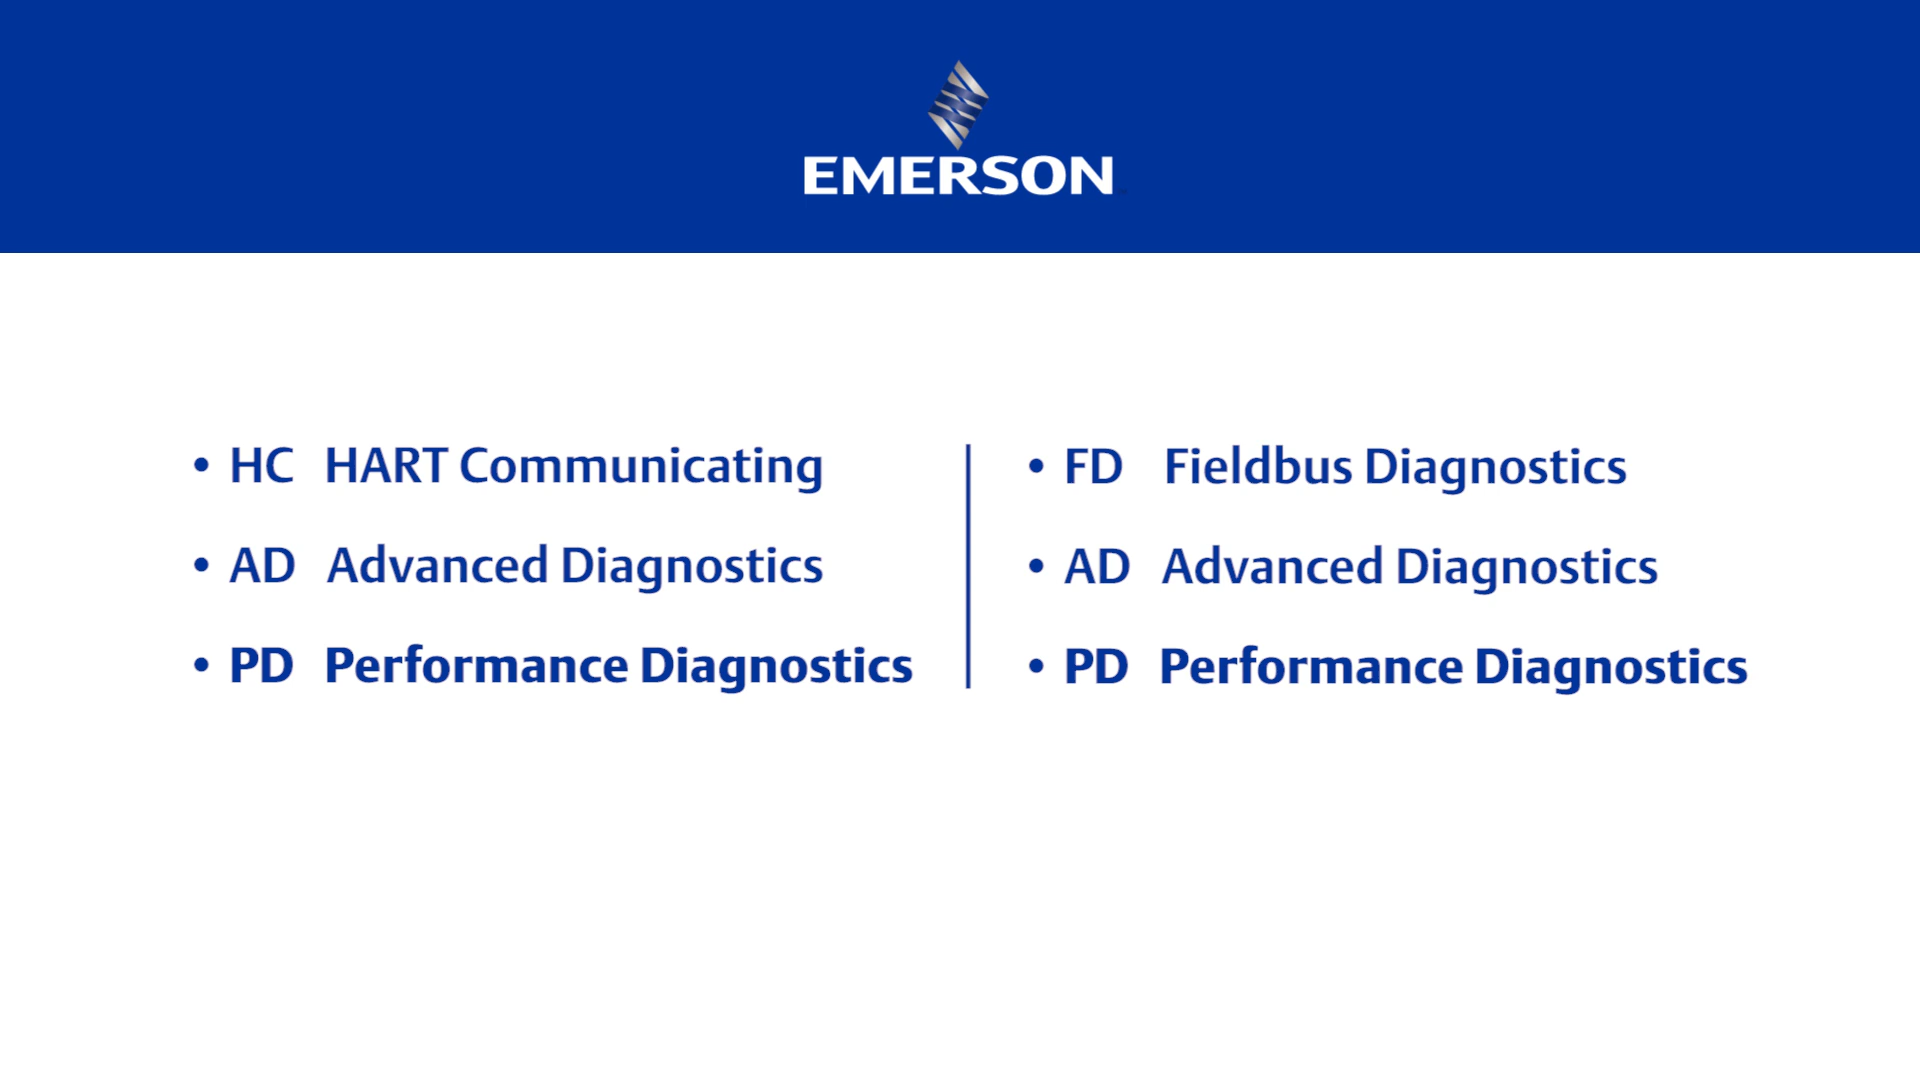 EMERSON
• HC HART Communicating
• AD Advanced Diagnostics
• PD Performance Diagnostics
• FD Fieldbus Diagnostics
• AD Advanced Diagnostics
• PD Performance Diagnostics